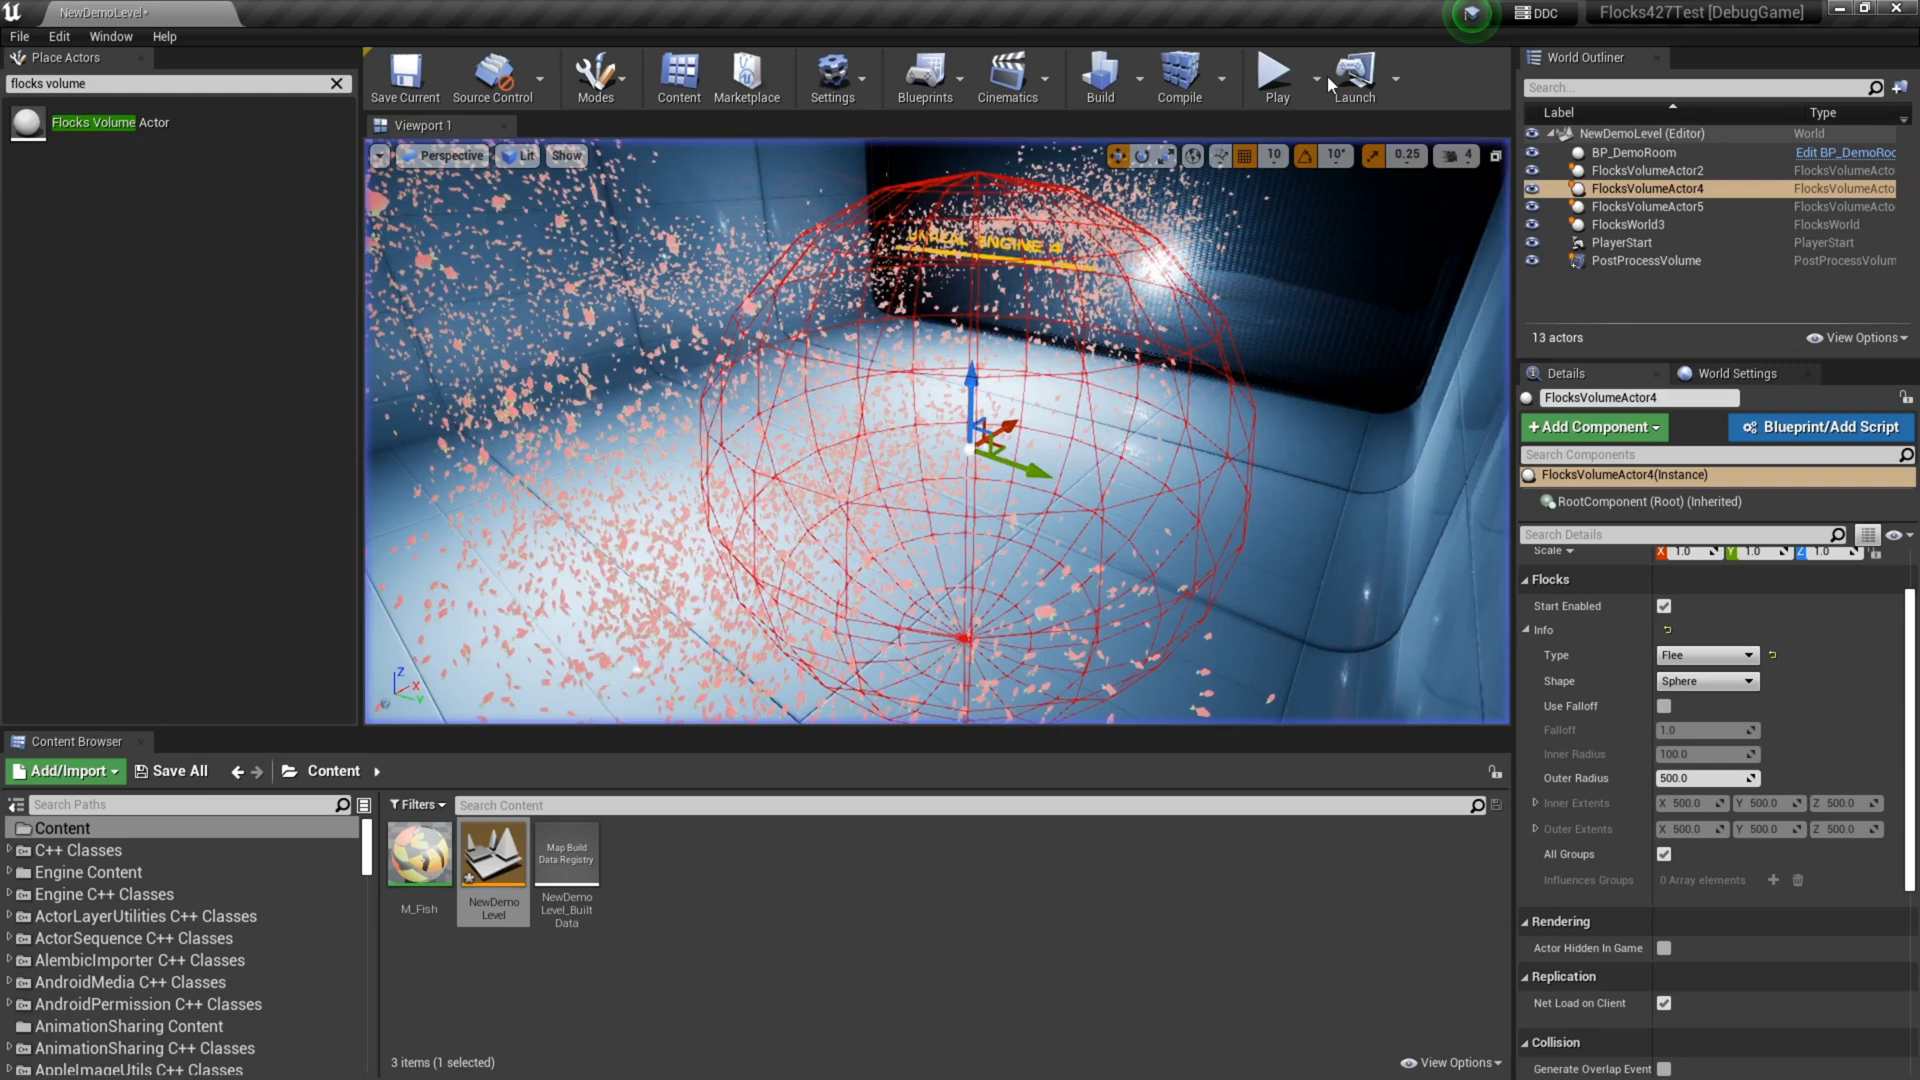 NewDemoLevel*
DDC
Flocks427Test [DebugGame]
File
Edit
Window
Help
Place Actors
flocks volume
Flocks Volume Actor
Save Current
Source Control
Modes
Content
Marketplace
Settings
Blueprints
Cinematics
Build
Compile
Play
Launch
Viewport 1
Perspective
Lit
Show
10
10°
0.25
4
UNREAL ENGINE 4
Z
X
Y
World Outliner
Search...
Label
Type
NewDemoLevel (Editor)
World
BP_DemoRoom
Edit BP_DemoRoo
FlocksVolumeActor2
FlocksVolumeActo
FlocksVolumeActor4
FlocksVolumeActo
FlocksVolumeActor5
FlocksVolumeActo
FlocksWorld3
FlocksWorld
PlayerStart
PlayerStart
PostProcessVolume
PostProcessVolum
13 actors
View Options
Details
World Settings
FlocksVolumeActor4
+Add Component
Blueprint/Add Script
Search Components
FlocksVolumeActor4(Instance)
RootComponent (Root) (Inherited)
Search Details
Scale
X 1.0
Y 1.0
Z 1.0
Flocks
Start Enabled
Info
Type
Flee
Shape
Sphere
Use Falloff
Falloff
1.0
Inner Radius
100.0
Outer Radius
500.0
Inner Extents
X 500.0
Y 500.0
Z 500.0
Outer Extents
X 500.0
Y 500.0
Z 500.0
All Groups
Influences Groups
0 Array elements
Rendering
Actor Hidden In Game
Replication
Net Load on Client
Collision
Generate Overlap Event
Content Browser
Add/Import
Save All
Content
Search Paths
Filters
Search Content
Content
C++ Classes
Engine Content
Engine C++ Classes
ActorLayerUtilities C++ Classes
ActorSequence C++ Classes
AlembicImporter C++ Classes
AndroidMedia C++ Classes
AndroidPermission C++ Classes
AnimationSharing Content
AnimationSharing C++ Classes
AppleImageUtils C++ Classes
M_Fish
NewDemo
Level
Map Build
Data Registry
NewDemo
Level_Built
Data
3 items (1 selected)
View Options